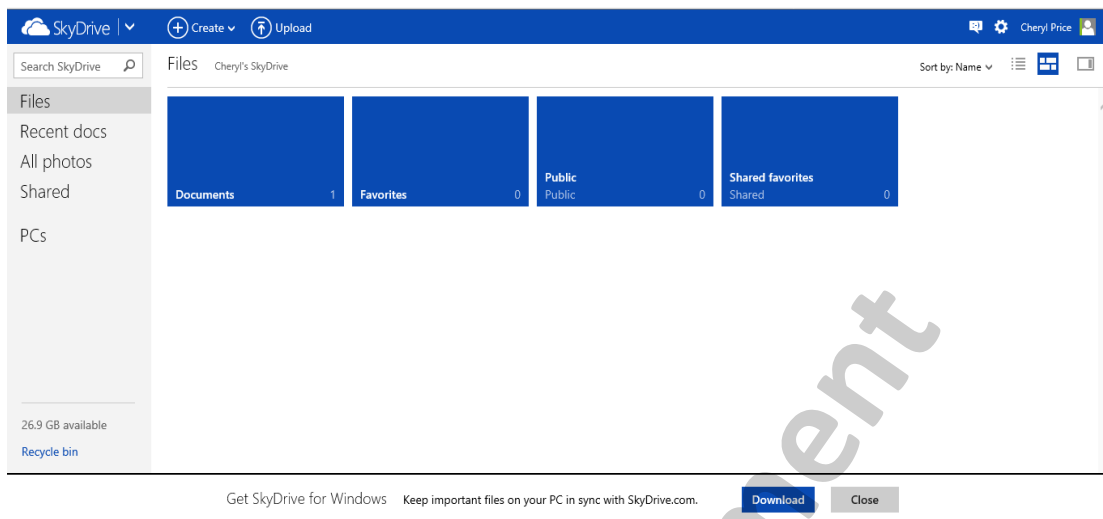 SkyDrive
Create
Upload
Cheryl Price
Search SkyDrive
Files Cheryl's SkyDrive
Sort by: Name
Files
Recent docs
All photos
Shared
PCs
Documents 1
Favorites 0
Public
Public 0
Shared favorites
Shared 0
26.9 GB available
Recycle bin
Get SkyDrive for Windows Keep important files on your PC in sync with SkyDrive.com. Download Close
ment